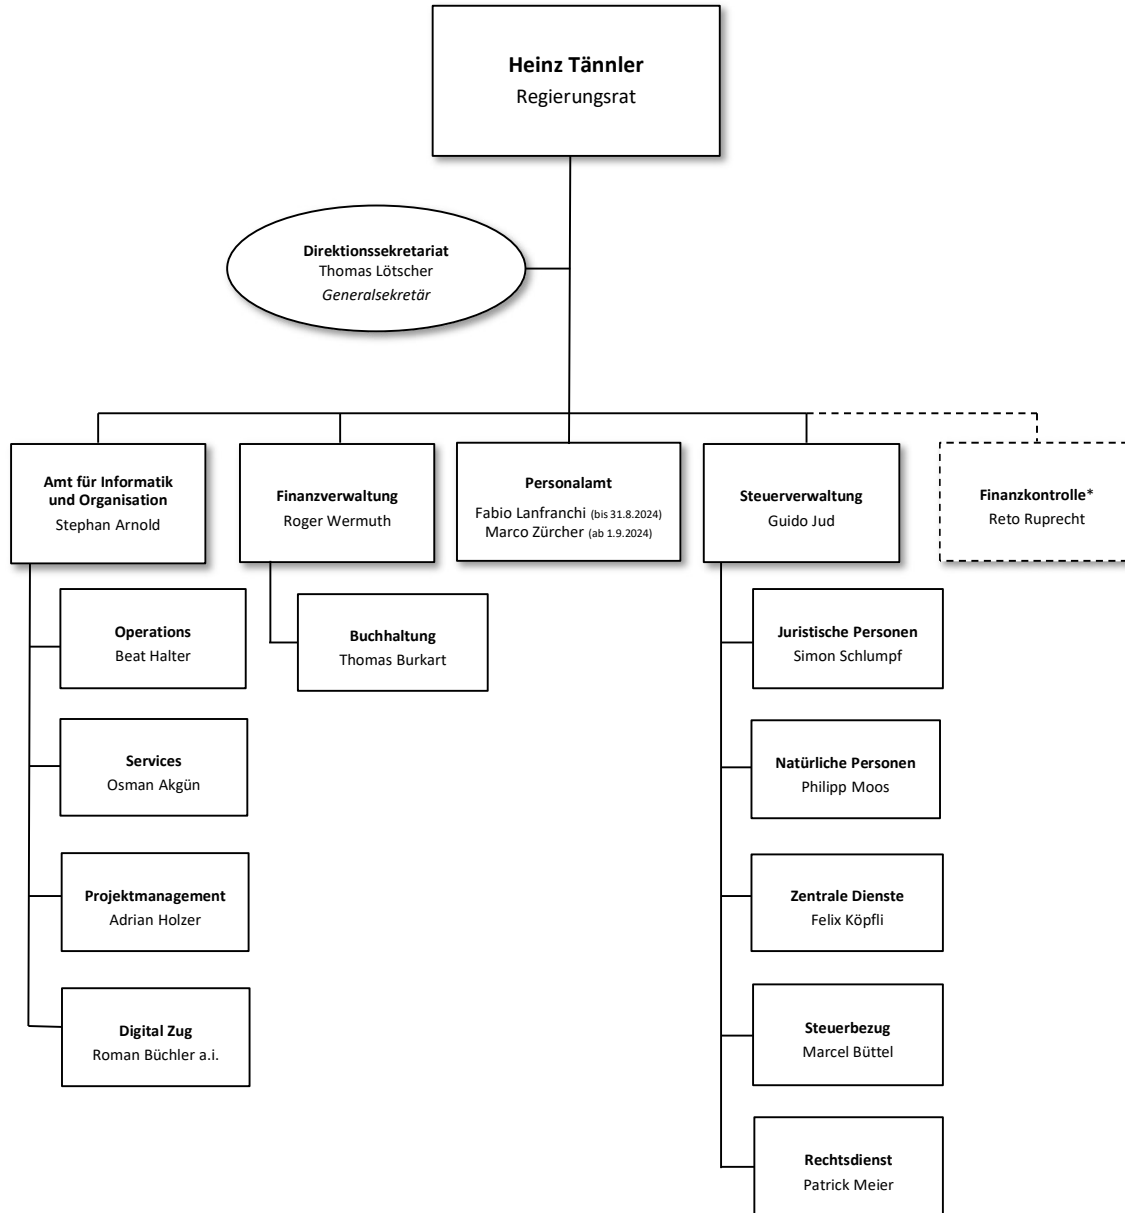 Heinz Tännler
Regierungsrat
Direktionssekretariat
Thomas Lötscher
Generalsekretär
Amt für Informatik
und Organisation
Stephan Arnold
Finanzverwaltung
Roger Wermuth
Personalamt
Fabio Lanfranchi (bis 31.8.2024)
Marco Zürcher (ab 1.9.2024)
Steuerverwaltung
Guido Jud
Finanzkontrolle*
Reto Ruprecht
Operations
Beat Halter
Services
Osman Akgün
Projektmanagement
Adrian Holzer
Digital Zug
Roman Büchler a.i.
Buchhaltung
Thomas Burkart
Juristische Personen
Simon Schlumpf
Natürliche Personen
Philipp Moos
Zentrale Dienste
Felix Köpfli
Steuerbezug
Marcel Büttel
Rechtsdienst
Patrick Meier